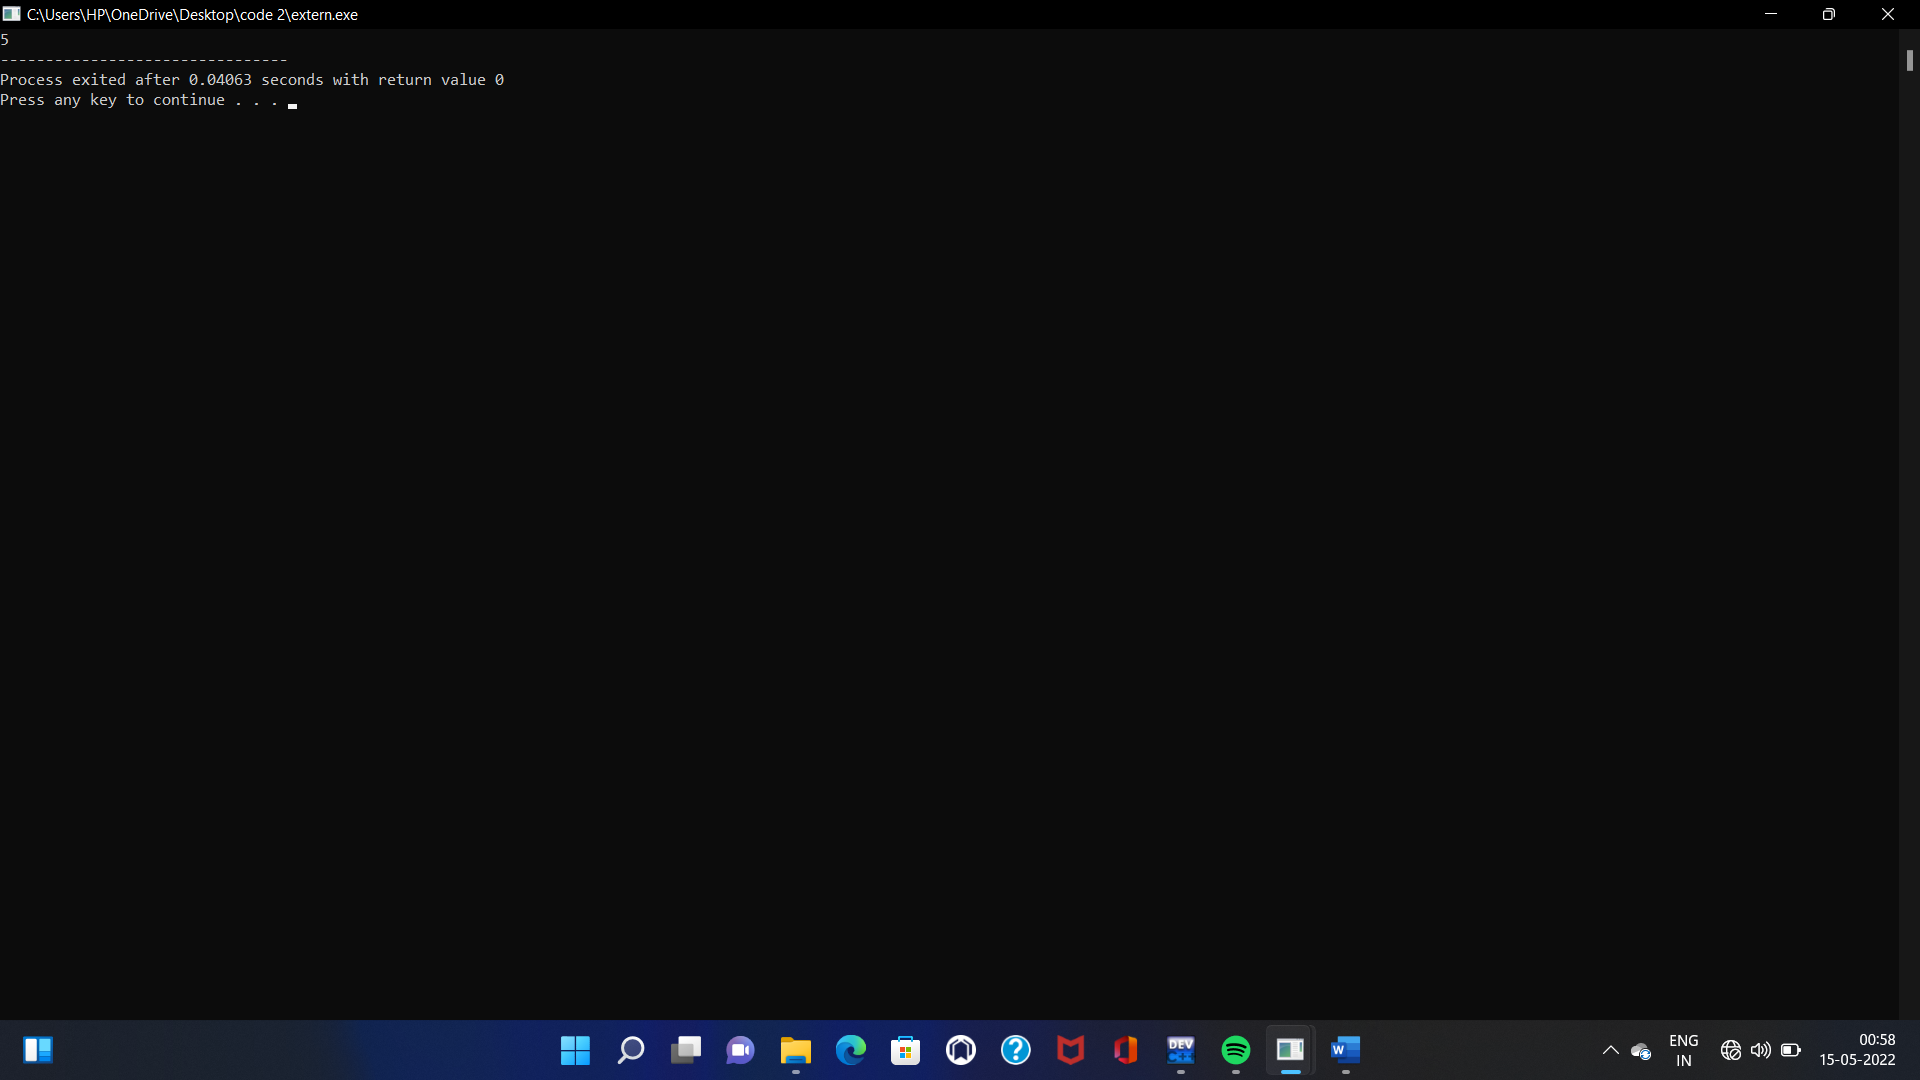 C:\Users\HP\OneDrive\Desktop\code 2\extern.exe
5
--------------------------------
Process exited after 0.04063 seconds with return value 0
Press any key to continue . . .
DEV
C++
W
ENG
IN
00:58
15-05-2022